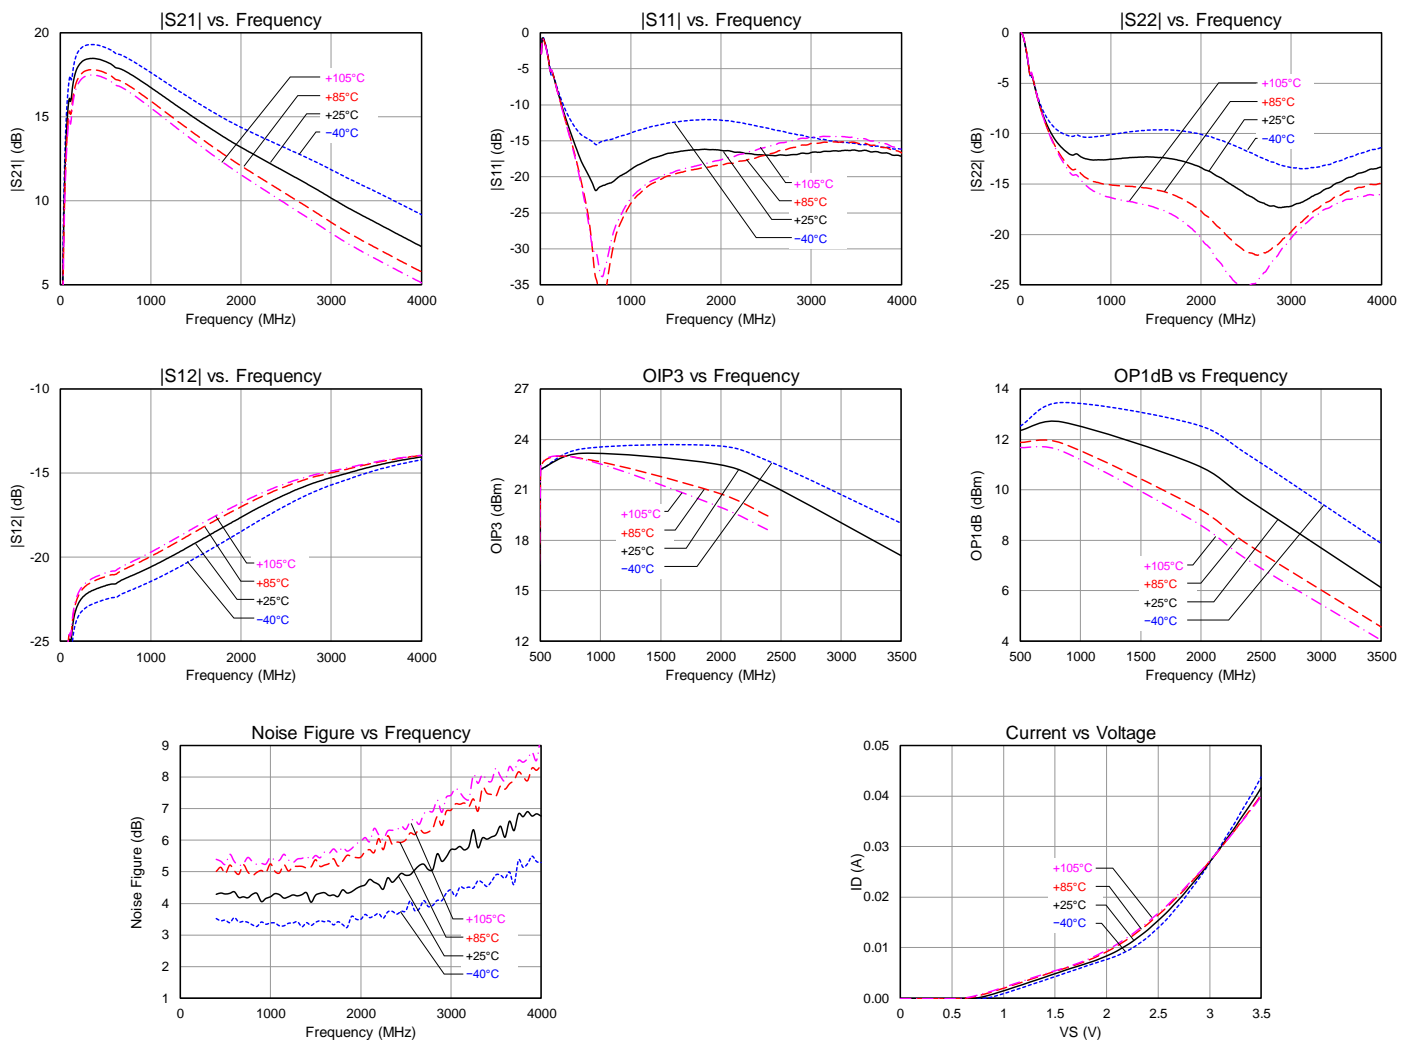 |S21| vs. Frequency
|S21| (dB)
20
15
10
5
+105°C
+85°C
+25°C
−40°C
0
1000
2000
3000
4000
Frequency (MHz)
|S11| vs. Frequency
|S11| (dB)
0
-5
-10
-15
-20
-25
-30
-35
+105°C
+85°C
+25°C
−40°C
0
1000
2000
3000
4000
Frequency (MHz)
|S22| vs. Frequency
|S22| (dB)
0
-5
-10
-15
-20
-25
+105°C
+85°C
+25°C
−40°C
0
1000
2000
3000
4000
Frequency (MHz)
|S12| vs. Frequency
|S12| (dB)
-10
-15
-20
-25
+105°C
+85°C
+25°C
−40°C
0
1000
2000
3000
4000
Frequency (MHz)
OIP3 vs Frequency
OIP3 (dBm)
27
24
21
18
15
12
+105°C
+85°C
+25°C
−40°C
500
1000
1500
2000
2500
3000
3500
Frequency (MHz)
OP1dB vs Frequency
OP1dB (dBm)
14
12
10
8
6
4
+105°C
+85°C
+25°C
−40°C
500
1000
1500
2000
2500
3000
3500
Frequency (MHz)
Noise Figure vs Frequency
Noise Figure (dB)
9
8
7
6
5
4
3
2
1
+105°C
+85°C
+25°C
−40°C
0
1000
2000
3000
4000
Frequency (MHz)
Current vs Voltage
ID (A)
0.05
0.04
0.03
0.02
0.01
0.00
+105°C
+85°C
+25°C
−40°C
0
0.5
1
1.5
2
2.5
3
3.5
VS (V)